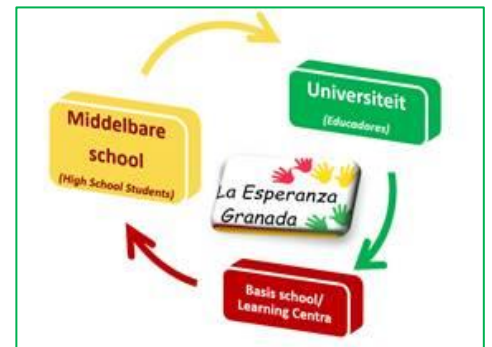 Universiteit
(Educadores)
Middelbare
school
(High School Students)
La Esperanza
Granada
Basis school/
Learning Centra